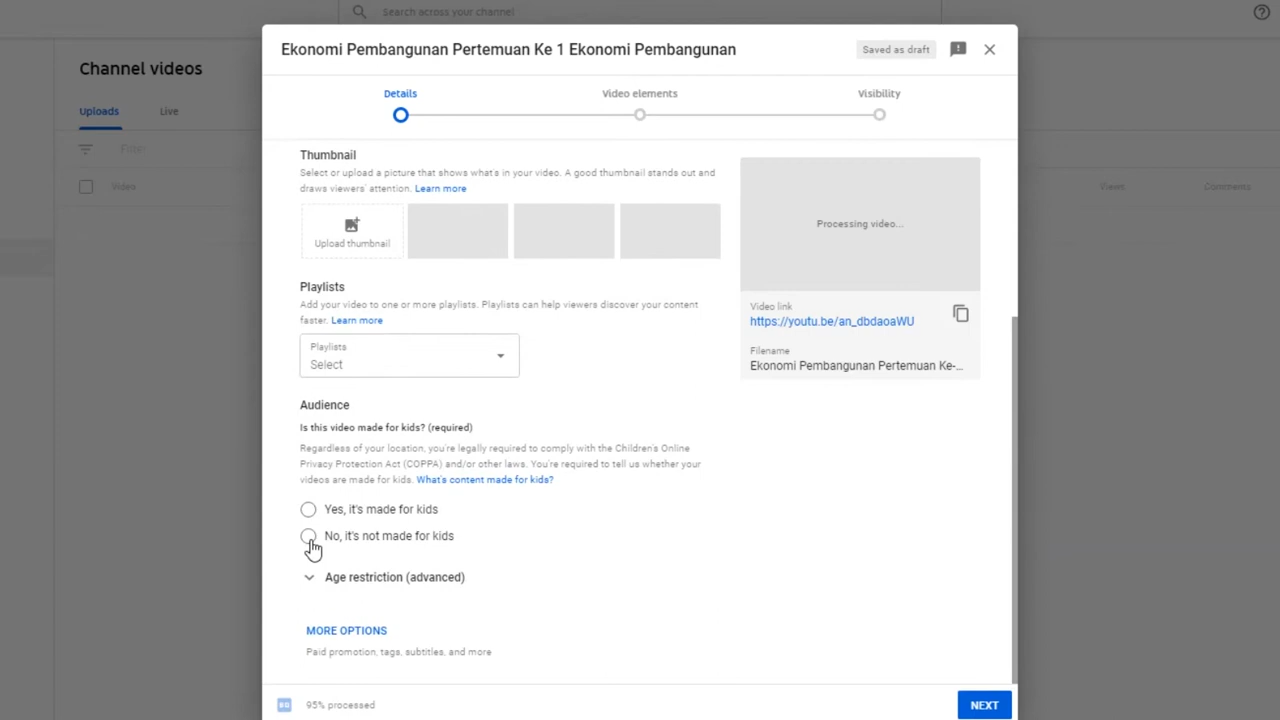 Search across your channel
Ekonomi Pembangunan Pertemuan Ke 1 Ekonomi Pembangunan
Saved as draft
Channel videos
Details
Video elements
Visibility
Uploads
Live
Filter
Video
Views
Comments
Thumbnail
Select or upload a picture that shows what's in your video. A good thumbnail stands out and
draws viewers' attention. Learn more
Upload thumbnail
Processing video...
Playlists
Add your video to one or more playlists. Playlists can help viewers discover your content
faster. Learn more
Playlists
Select
Video link
https://youtu.be/an_dbdaoaWU
Filename
Ekonomi Pembangunan Pertemuan Ke-...
Audience
Is this video made for kids? (required)
Regardless of your location, you're legally required to comply with the Children's Online
Privacy Protection Act (COPPA) and/or other laws. You're required to tell us whether your
videos are made for kids. What's content made for kids?
Yes, it's made for kids
No, it's not made for kids
Age restriction (advanced)
MORE OPTIONS
Paid promotion, tags, subtitles, and more
95% processed
NEXT